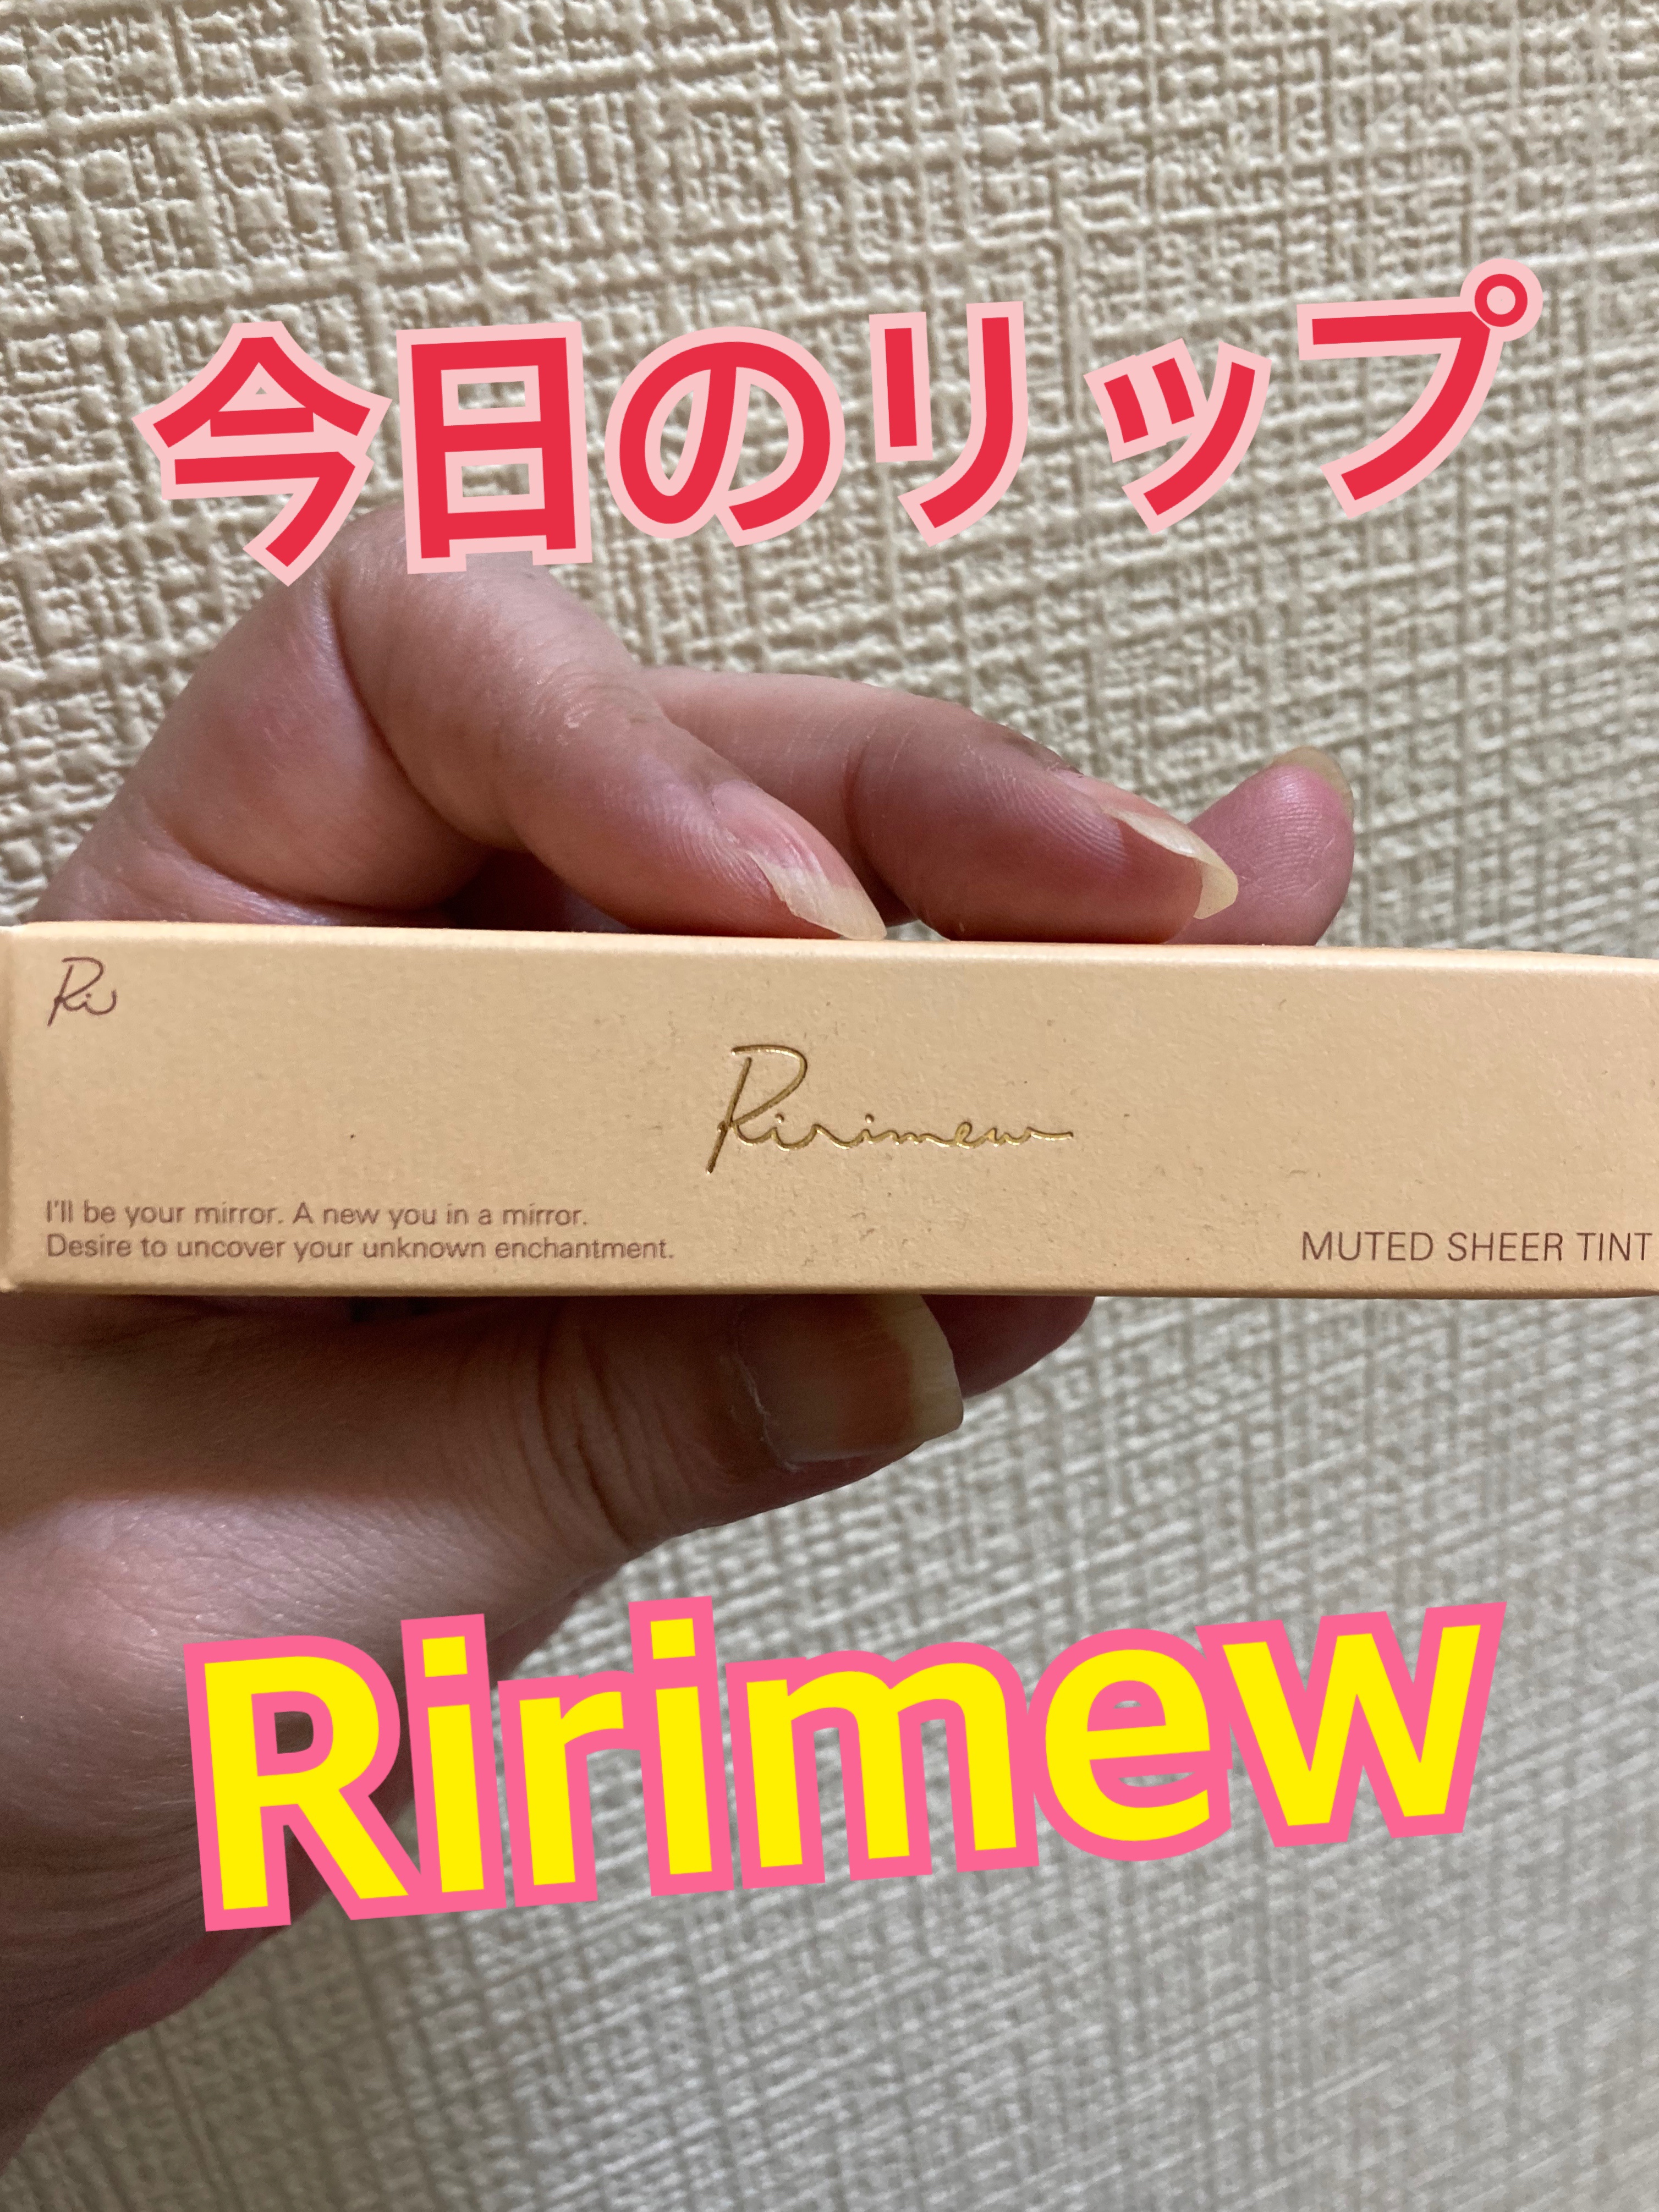 今日のリップ
Ri
Ririmew
I'll be your mirror. A new you in a mirror.
Desire to uncover your unknown enchantment.
MUTED SHEER TINT
Ririmew